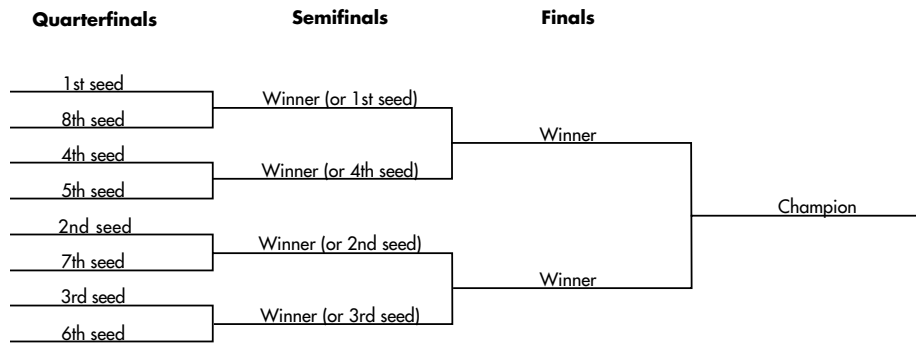 Quarterfinals Semifinals Finals
1st seed
Winner (or 1st seed)
8th seed
Winner
4th seed
Winner (or 4th seed)
5th seed
Champion
2nd seed
Winner (or 2nd seed)
7th seed
Winner
3rd seed
Winner (or 3rd seed)
6th seed